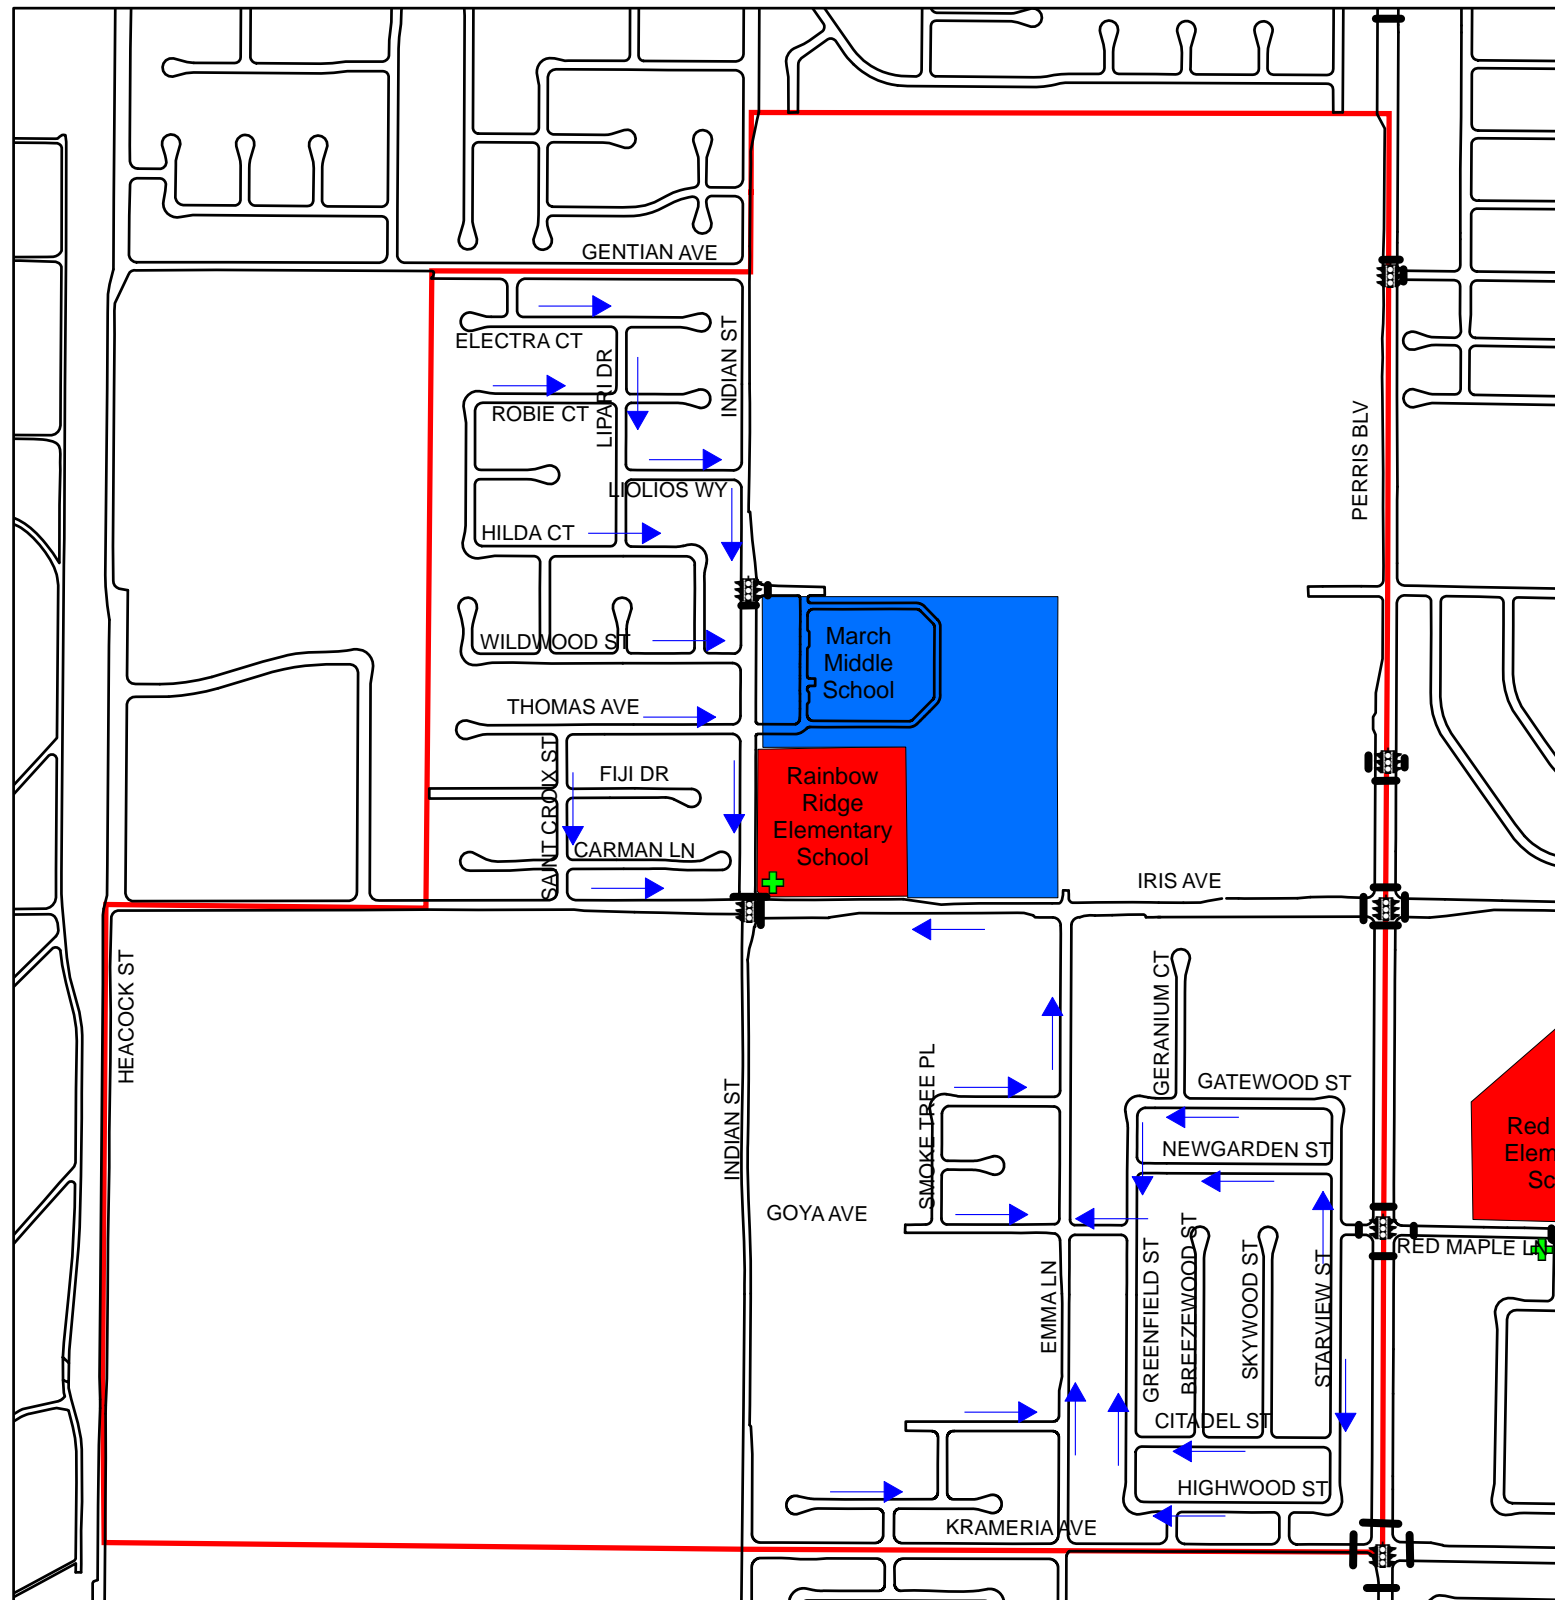 GENTIAN AVE
ELECTRA CT
INDIAN ST
LIPARI DR
ROBIE CT
PERRIS BLV
LIOLIOS WY
HILDA CT
WILDWOOD ST
March
Middle
School
THOMAS AVE
SAINT CROIX ST
FIJI DR
Rainbow
Ridge
Elementary
School
CARMAN LN
IRIS AVE
HEACOCK ST
GERANIUM CT
SMOKE TREE PL
GATEWOOD ST
INDIAN ST
Red
Elem
Sc
NEWGARDEN ST
GOYA AVE
RED MAPLE LN
EMMA LN
GREENFIELD ST
BREEZEWOOD ST
SKYWOOD ST
STARVIEW ST
CITADEL ST
HIGHWOOD ST
KRAMERIA AVE